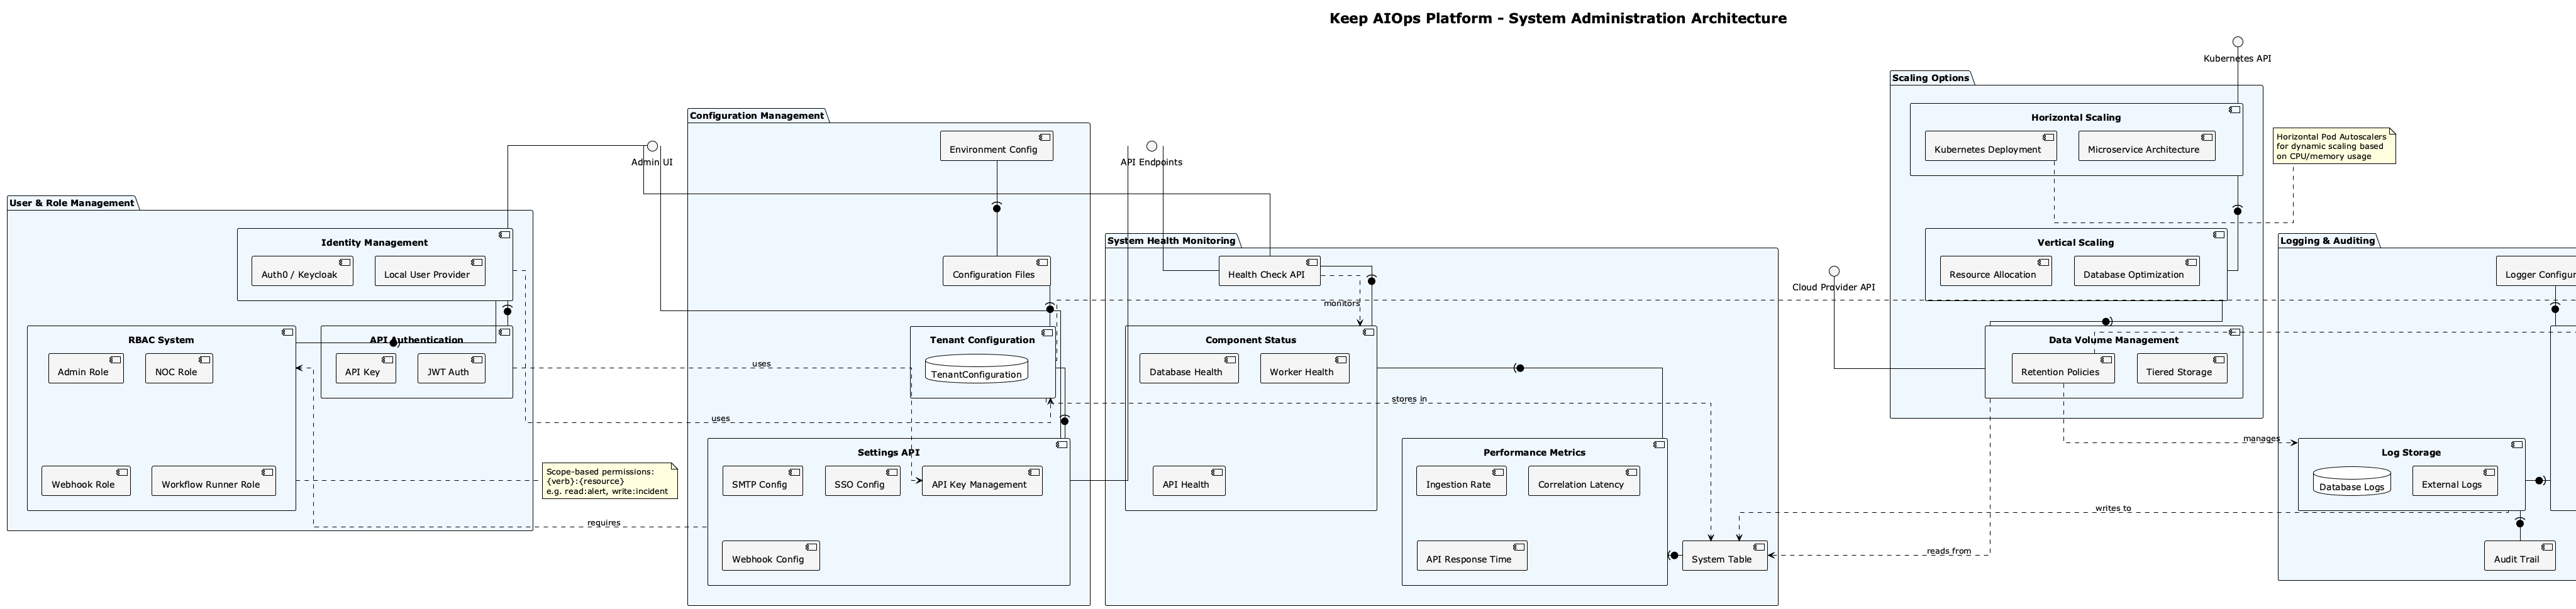 Keep AIOps Platform - System Administration Architecture
Kubernetes API
Scaling Options
Horizontal Scaling
Kubernetes Deployment
Microservice Architecture
Horizontal Pod Autoscalers
for dynamic scaling based
on CPU/memory usage
Configuration Management
Environment Config
Admin UI
API Endpoints
User & Role Management
Identity Management
Auth0 / Keycloak
Local User Provider
Configuration Files
System Health Monitoring
Health Check API
monitors
Cloud Provider API
Vertical Scaling
Resource Allocation
Database Optimization
Logging & Auditing
RBAC System
Admin Role
NOC Role
API Authentication
API Key
JWT Auth
uses
uses
Tenant Configuration
TenantConfiguration
Component Status
Database Health
Worker Health
stores in
Data Volume Management
Retention Policies
Tiered Storage
manages
Webhook Role
Workflow Runner Role
Scope-based permissions:
{verb}:{resource}
e.g. read:alert, write:incident
Settings API
SMTP Config
SSO Config
API Key Management
API Health
Performance Metrics
Ingestion Rate
Correlation Latency
Log Storage
Database Logs
External Logs
writes to
requires
Webhook Config
API Response Time
System Table
reads from
Audit Trail
Logger